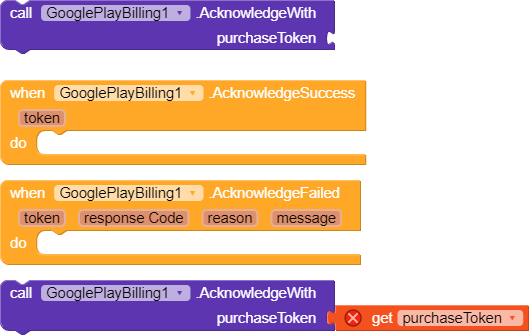 call GooglePlayBilling1 .AcknowledgeWith
purchaseToken
when GooglePlayBilling1 .AcknowledgeSuccess
token
do
when GooglePlayBilling1 .AcknowledgeFailed
token response Code reason message
do
call GooglePlayBilling1 .AcknowledgeWith
purchaseToken get purchaseToken